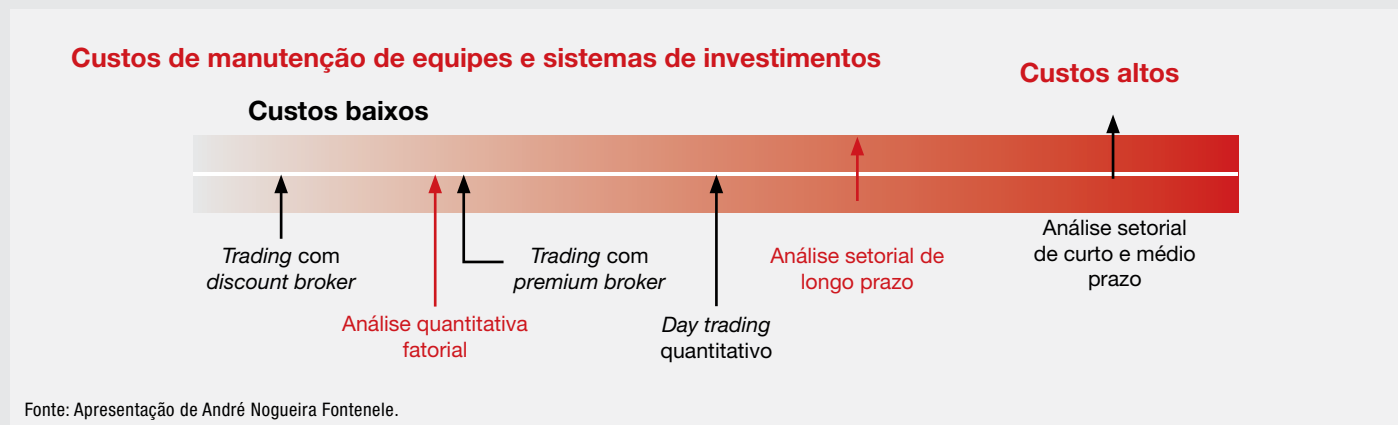 Custos de manutenção de equipes e sistemas de investimentos
Custos altos
Custos baixos
Trading com
discount broker
Análise quantitativa
fatorial
Trading com
premium broker
Day trading
quantitativo
Análise setorial de
longo prazo
Análise setorial
de curto e médio
prazo
Fonte: Apresentação de André Nogueira Fontenele.